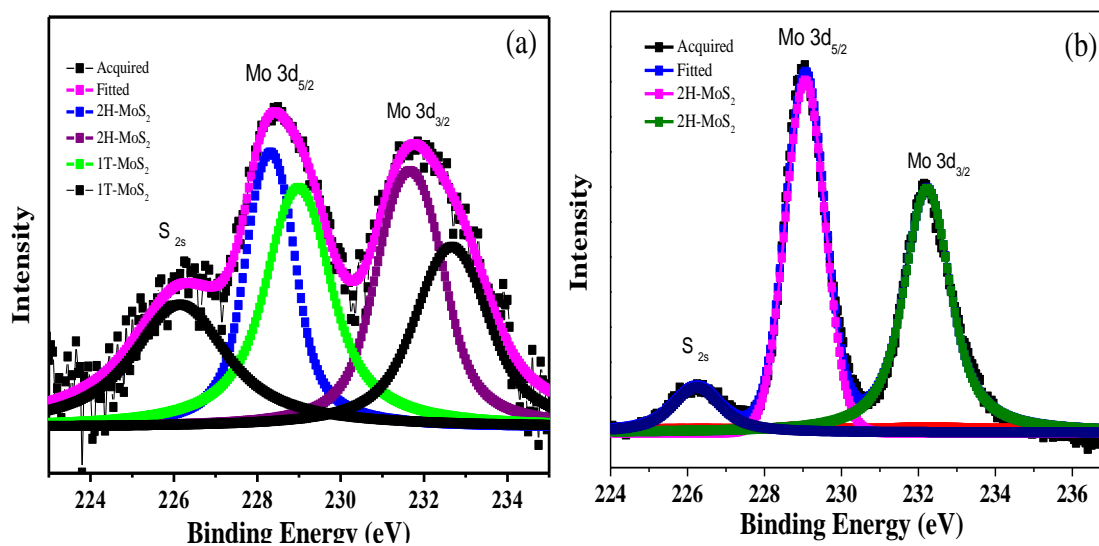 (a)
Acquired
Fitted
2H-MoS₂
2H-MoS₂
1T-MoS₂
1T-MoS₂
Mo 3d₅/₂
Mo 3d₃/₂
S ₂ₛ
Intensity
224 226 228 230 232 234
Binding Energy (eV)
(b)
Acquired
Fitted
2H-MoS₂
2H-MoS₂
Mo 3d₅/₂
Mo 3d₃/₂
S ₂ₛ
Intensity
224 226 228 230 232 234 236
Binding Energy (eV)